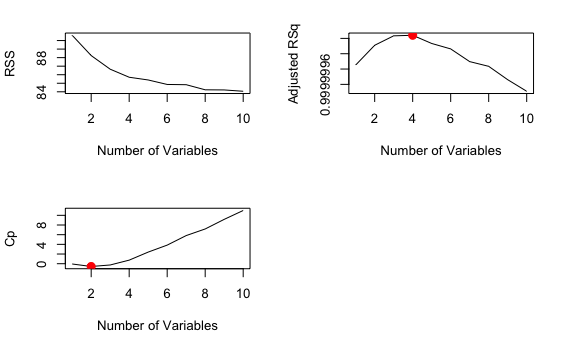 RSS
84 88
2 4 6 8 10
Number of Variables
Adjusted RSq
0.9999996
2 4 6 8 10
Number of Variables
Cp
0 4 8
2 4 6 8 10
Number of Variables